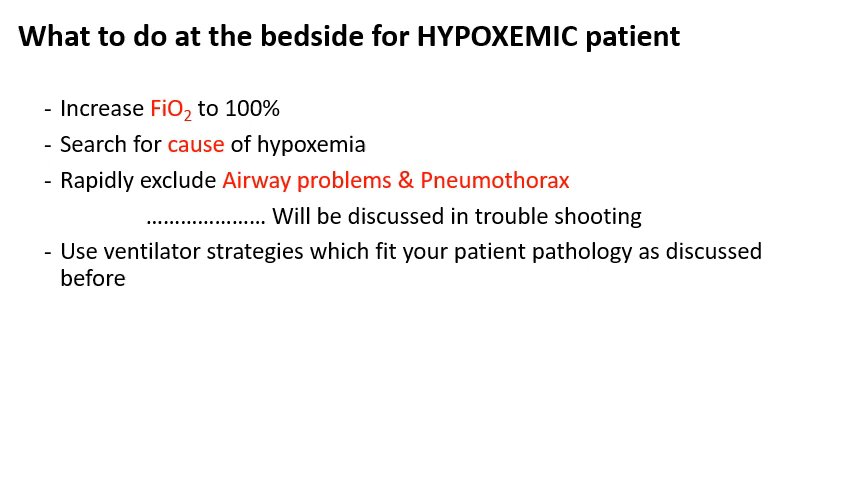 What to do at the bedside for HYPOXEMIC patient
- Increase FiO₂ to 100%
- Search for cause of hypoxemia
- Rapidly exclude Airway problems & Pneumothorax
………………… Will be discussed in trouble shooting
- Use ventilator strategies which fit your patient pathology as discussed
before